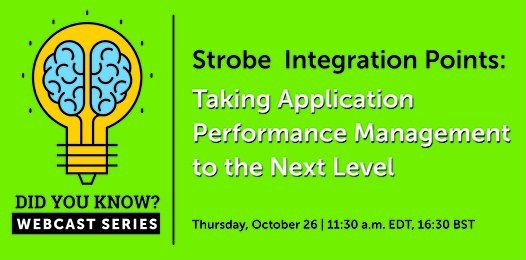 DID YOU KNOW?
WEBCAST SERIES
Strobe Integration Points:
Taking Application
Performance Management
to the Next Level
Thursday, October 26 | 11:30 a.m. EDT, 16:30 BST